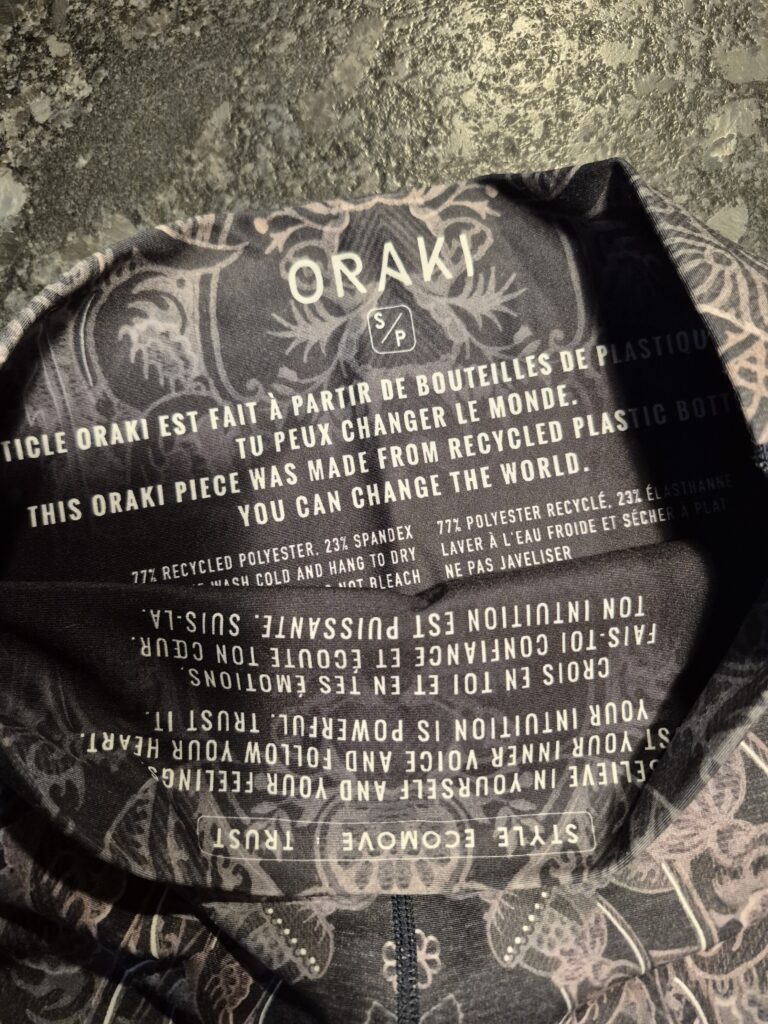 ORAKI
S/P
TICLE ORAKI EST FAIT À PARTIR DE BOUTEILLES DE PLASTIQU
TU PEUX CHANGER LE MONDE.
THIS ORAKI PIECE WAS MADE FROM RECYCLED PLASTIC BOTT
YOU CAN CHANGE THE WORLD.
77% RECYCLED POLYESTER, 23% SPANDEX
WASH COLD AND HANG TO DRY
NOT BLEACH
77% POLYESTER RECYCLÉ, 23% ÉLASTHANNE
LAVER À L'EAU FROIDE ET SÉCHER À PLAT
NE PAS JAVELISER
STYLE ECOMOVE : TRUST
BELIEVE IN YOURSELF AND YOUR FEELINGS
ST YOUR INNER VOICE AND FOLLOW YOUR HEART.
YOUR INTUITION IS POWERFUL. TRUST IT.
CROIS EN TOI ET EN TES ÉMOTIONS.
FAIS-TOI CONFIANCE ET ÉCOUTE TON CŒUR.
TON INTUITION EST PUISSANTE. SUIS-LA.